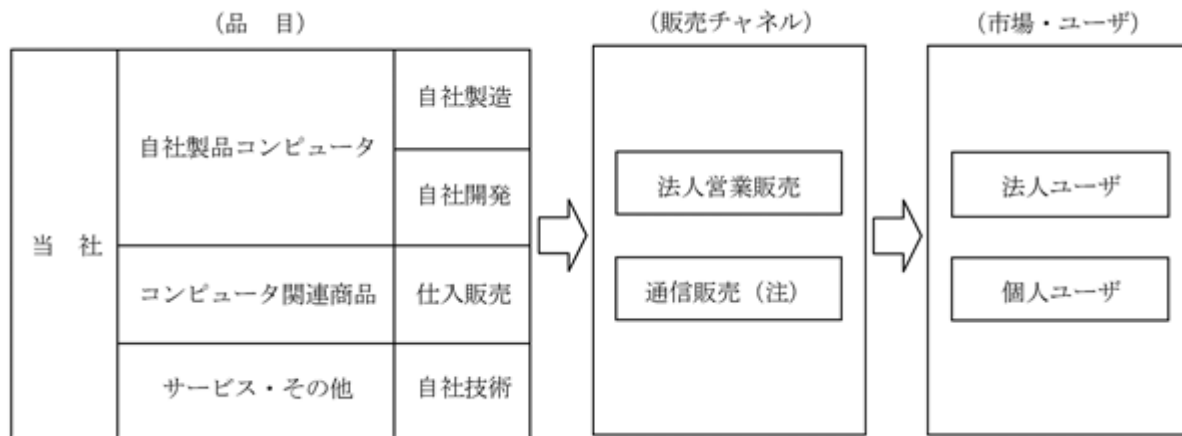 (品　目)
(販売チャネル)
(市場・ユーザ)
当　社
自社製品コンピュータ
自社製造
自社開発
コンピュータ関連商品
仕入販売
サービス・その他
自社技術
法人営業販売
通信販売（注）
法人ユーザ
個人ユーザ